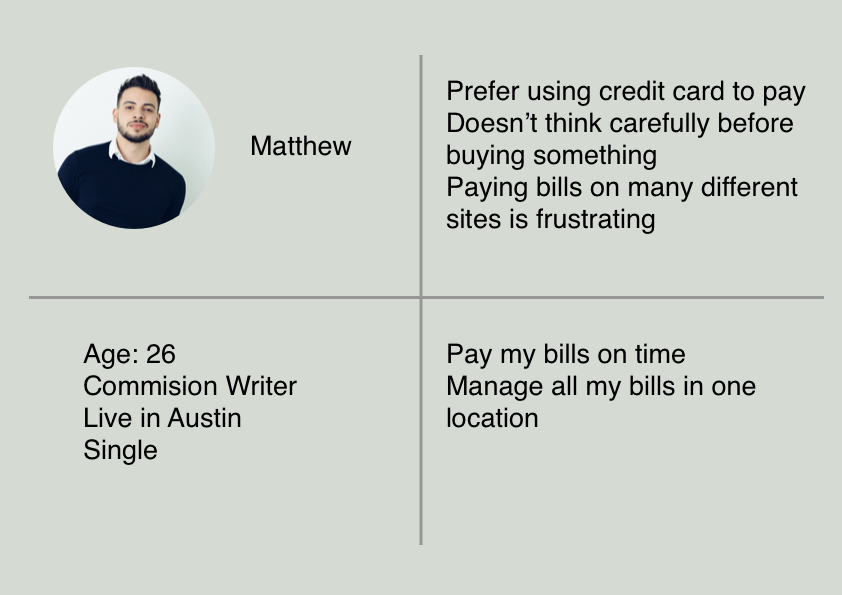 Matthew
Prefer using credit card to pay
Doesn’t think carefully before
buying something
Paying bills on many different
sites is frustrating
Age: 26
Commision Writer
Live in Austin
Single
Pay my bills on time
Manage all my bills in one
location